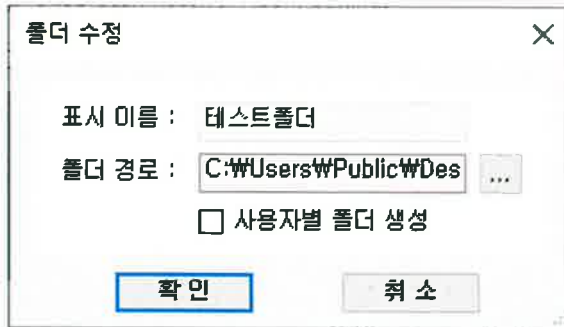 폴더 수정
표시 이름 : 테스트폴더
폴더 경로 : C:₩Users₩Public₩Des ...
사용자별 폴더 생성
확 인 취 소